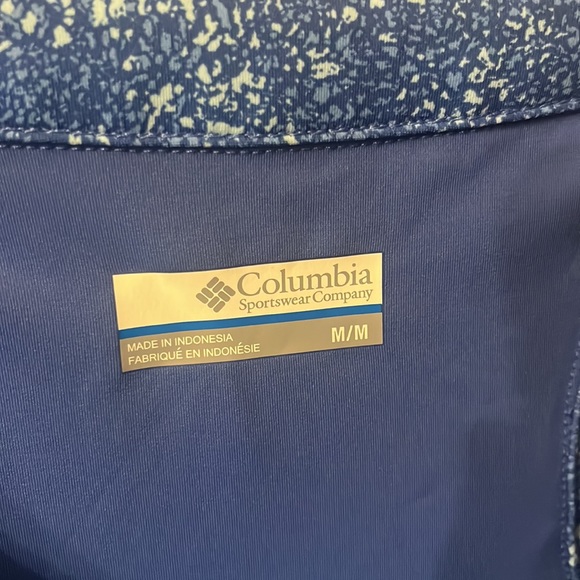 Columbia
Sportswear Company
MADE IN INDONESIA
FABRIQUÉ EN INDONÉSIE
M/M